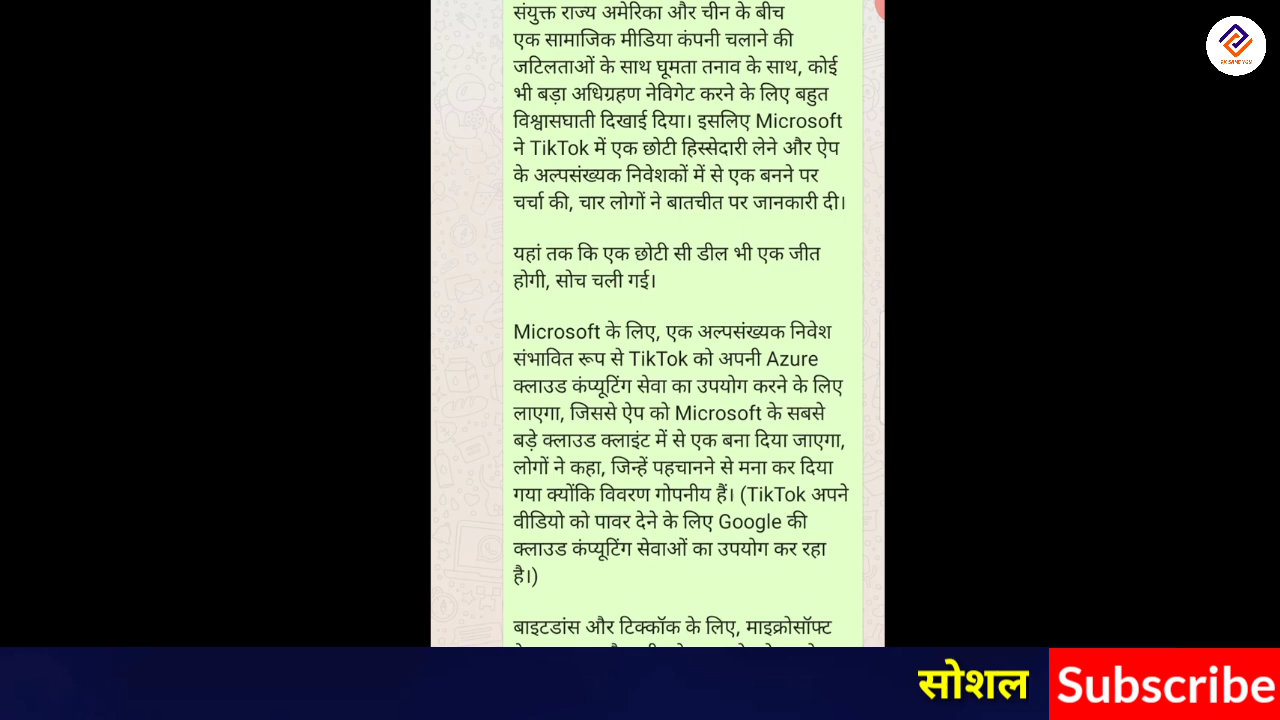 संयुक्त राज्य अमेरिका और चीन के बीच
एक सामाजिक मीडिया कंपनी चलाने की
जटिलताओं के साथ घूमता तनाव के साथ, कोई
भी बड़ा अधिग्रहण नेविगेट करने के लिए बहुत
विश्वासघाती दिखाई दिया। इसलिए Microsoft
ने TikTok में एक छोटी हिस्सेदारी लेने और ऐप
के अल्पसंख्यक निवेशकों में से एक बनने पर
चर्चा की, चार लोगों ने बातचीत पर जानकारी दी।
यहां तक कि एक छोटी सी डील भी एक जीत
होगी, सोच चली गई।
Microsoft के लिए, एक अल्पसंख्यक निवेश
संभावित रूप से TikTok को अपनी Azure
क्लाउड कंप्यूटिंग सेवा का उपयोग करने के लिए
लाएगा, जिससे ऐप को Microsoft के सबसे
बड़े क्लाउड क्लाइंट में से एक बना दिया जाएगा,
लोगों ने कहा, जिन्हें पहचानने से मना कर दिया
गया क्योंकि विवरण गोपनीय हैं। (TikTok अपने
वीडियो को पावर देने के लिए Google की
क्लाउड कंप्यूटिंग सेवाओं का उपयोग कर रहा
है।)
बाइटडांस और टिक्कॉक के लिए, माइक्रोसॉफ्ट
सोशल
Subscribe